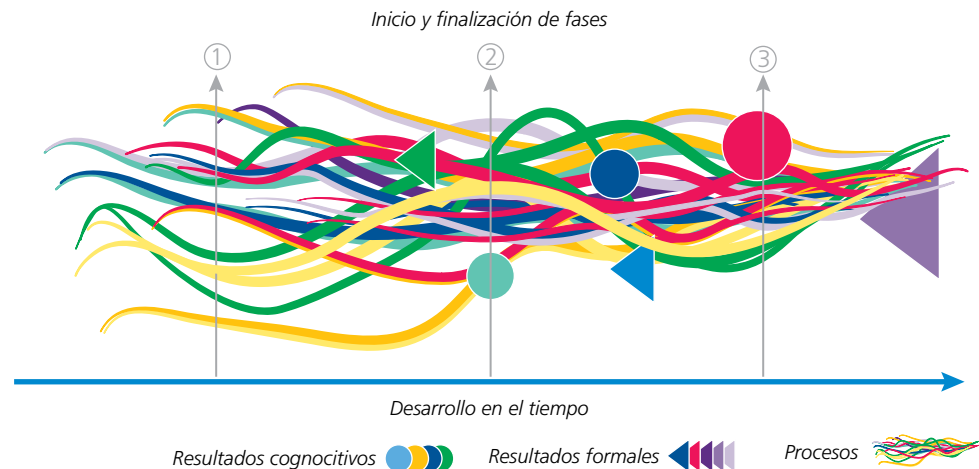 Inicio y finalización de fases
1 2 3
Desarrollo en el tiempo
Resultados cognocitivos Resultados formales Procesos